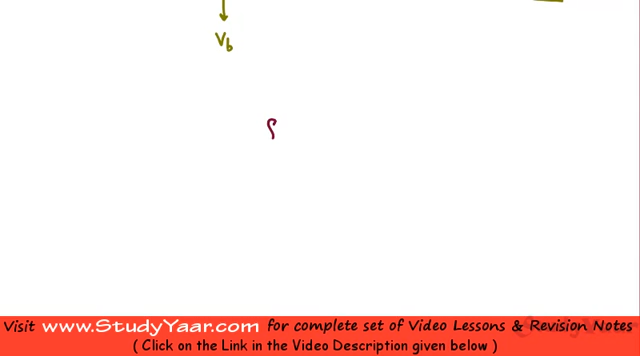 Vb
Visit www.StudyYaar.com for complete set of Video Lessons & Revision Notes
( Click on the Link in the Video Description given below )